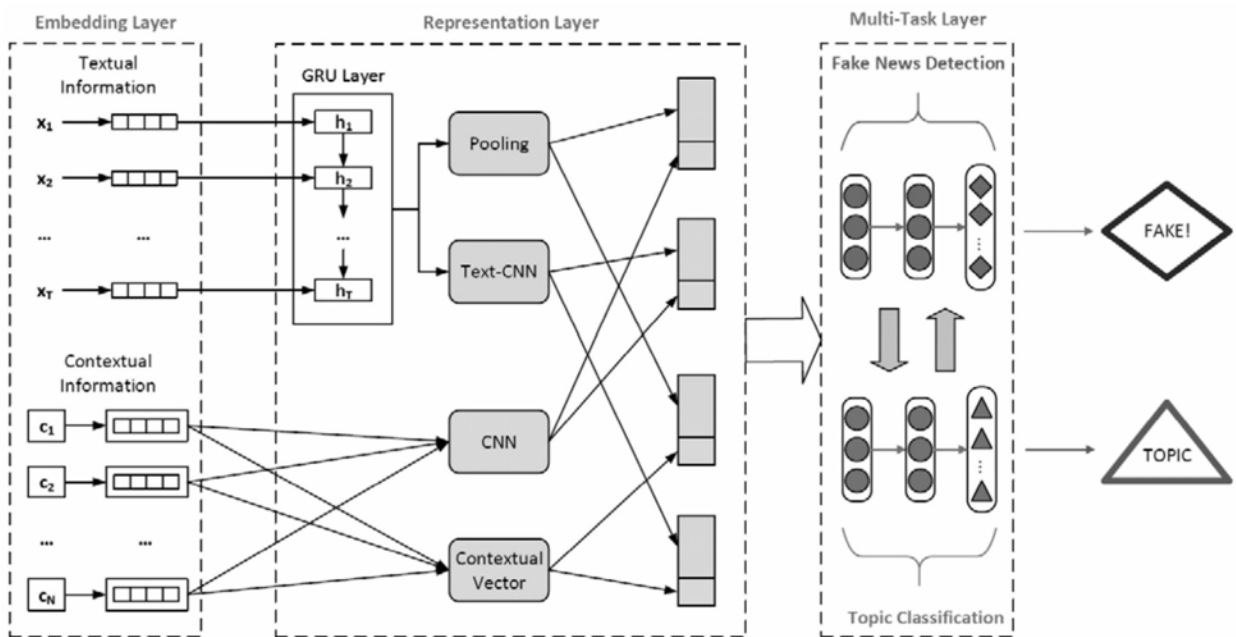 Embedding Layer
Representation Layer
Multi-Task Layer
Textual
Information
x1
x2
...
...
xT
GRU Layer
h1
h2
...
hT
Pooling
Text-CNN
Contextual
Information
c1
c2
...
...
cN
CNN
Contextual
Vector
Fake News Detection
Topic Classification
FAKE!
TOPIC